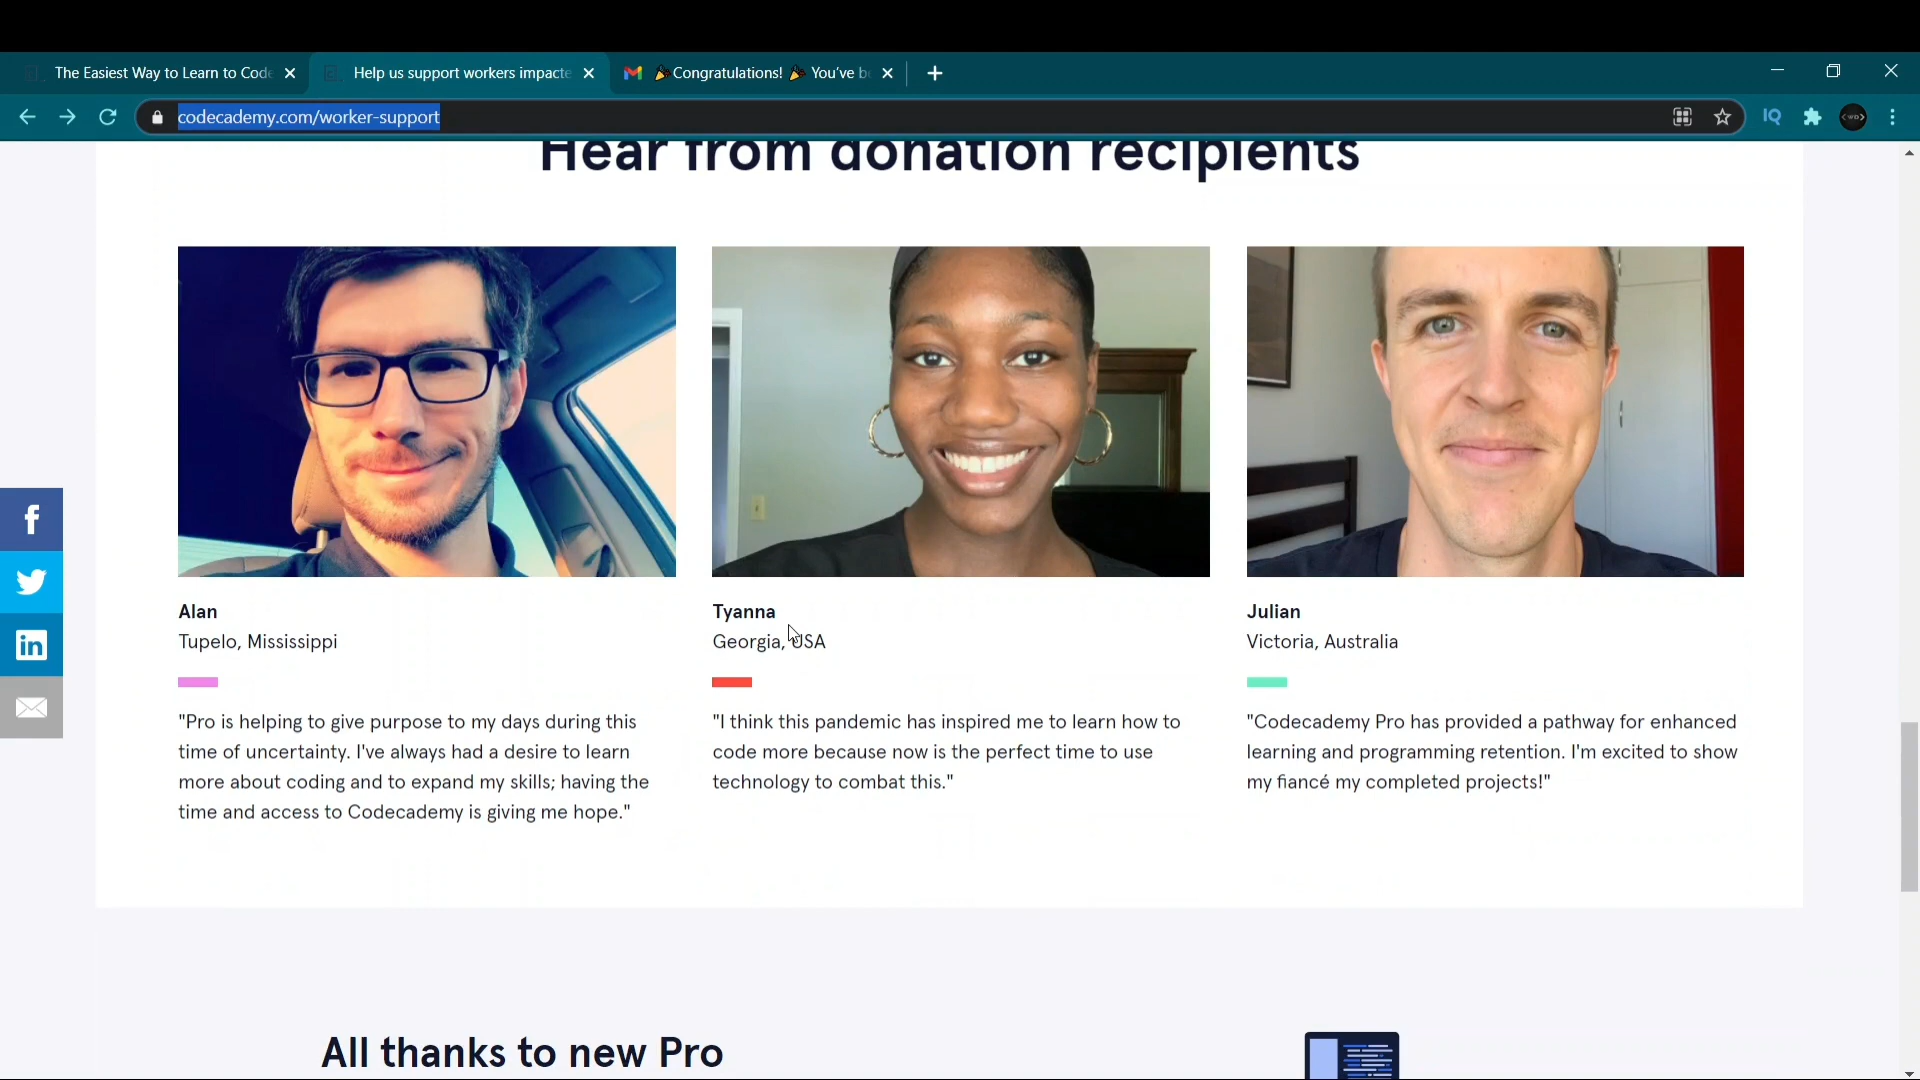 The Easiest Way to Learn to Code
Help us support workers impacte
Congratulations! You've b
codecademy.com/worker-support
IQ
Hear from donation recipients
f
in
Alan
Tupelo, Mississippi
"Pro is helping to give purpose to my days during this
time of uncertainty. I've always had a desire to learn
more about coding and to expand my skills; having the
time and access to Codecademy is giving me hope."
Tyanna
Georgia, USA
"I think this pandemic has inspired me to learn how to
code more because now is the perfect time to use
technology to combat this."
Julian
Victoria, Australia
"Codecademy Pro has provided a pathway for enhanced
learning and programming retention. I'm excited to show
my fiancé my completed projects!"
All thanks to new Pro